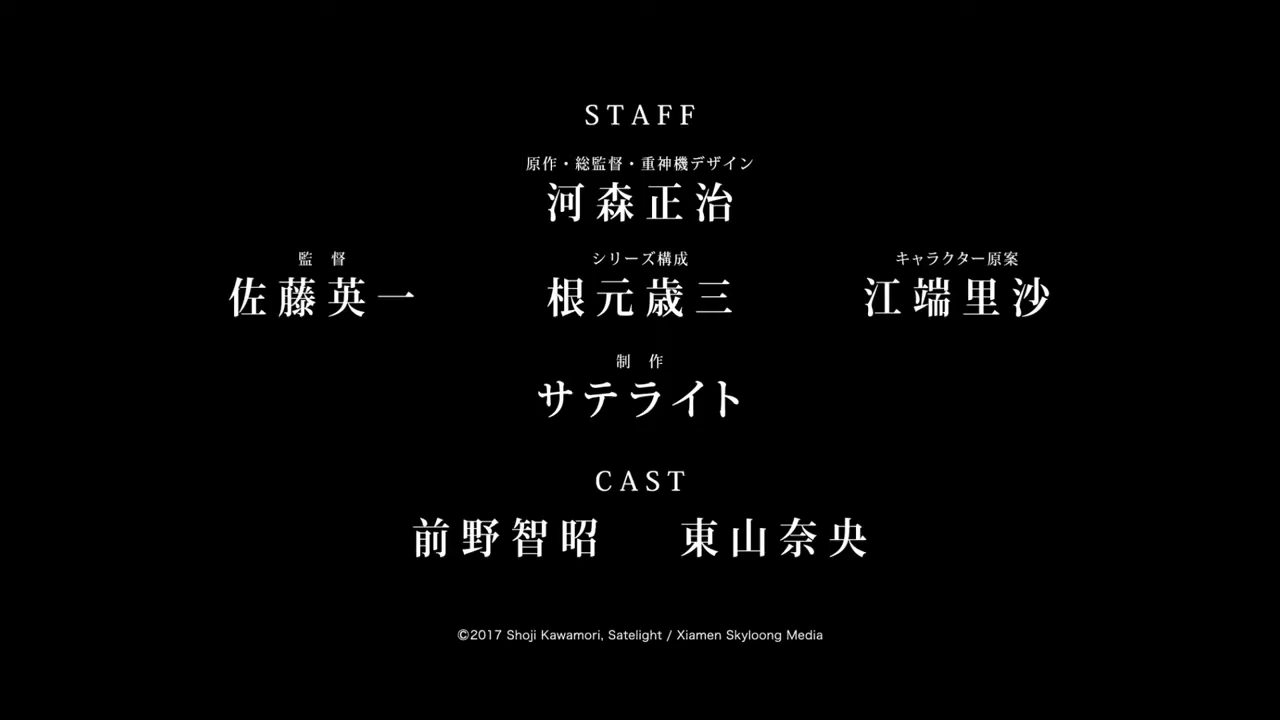 STAFF
原作・総監督・重神機デザイン
河森正治
監 督 シリーズ構成 キャラクター原案
佐藤英一 根元歳三 江端里沙
制 作
サテライト
CAST
前野智昭 東山奈央
©2017 Shoji Kawamori, Satelight / Xiamen Skyloong Media